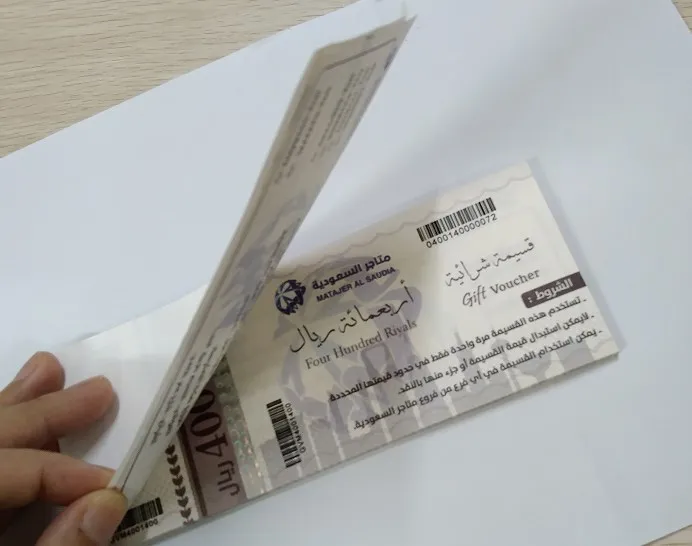 0400140000072
قسيمة شرائية
Gift Voucher
متاجر السعودية
MATAJER AL SAUDIA
أربعمائة ريال
Four Hundred Riyals
الشروط :
- تستخدم هذه القسيمة مرة واحدة فقط في حدود قيمتها المحددة
- لايمكن استبدال قيمة القسيمة أو جزء منها بالنقد.
- يمكن استخدام القسيمة في أي فرع من فروع متاجر السعودية.
GVM4001400
400 ريال